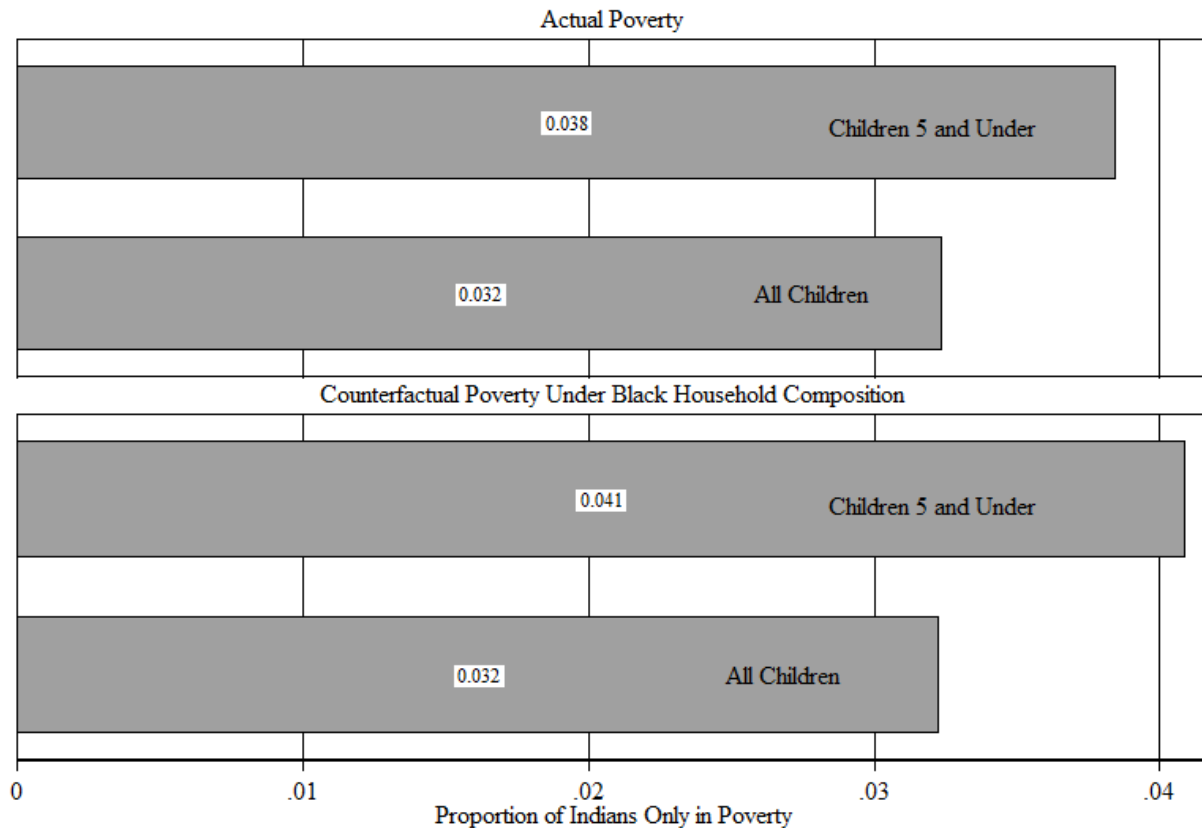 Actual Poverty
0.038
Children 5 and Under
0.032
All Children
Counterfactual Poverty Under Black Household Composition
0.041
Children 5 and Under
0.032
All Children
0
.01
.02
.03
.04
Proportion of Indians Only in Poverty